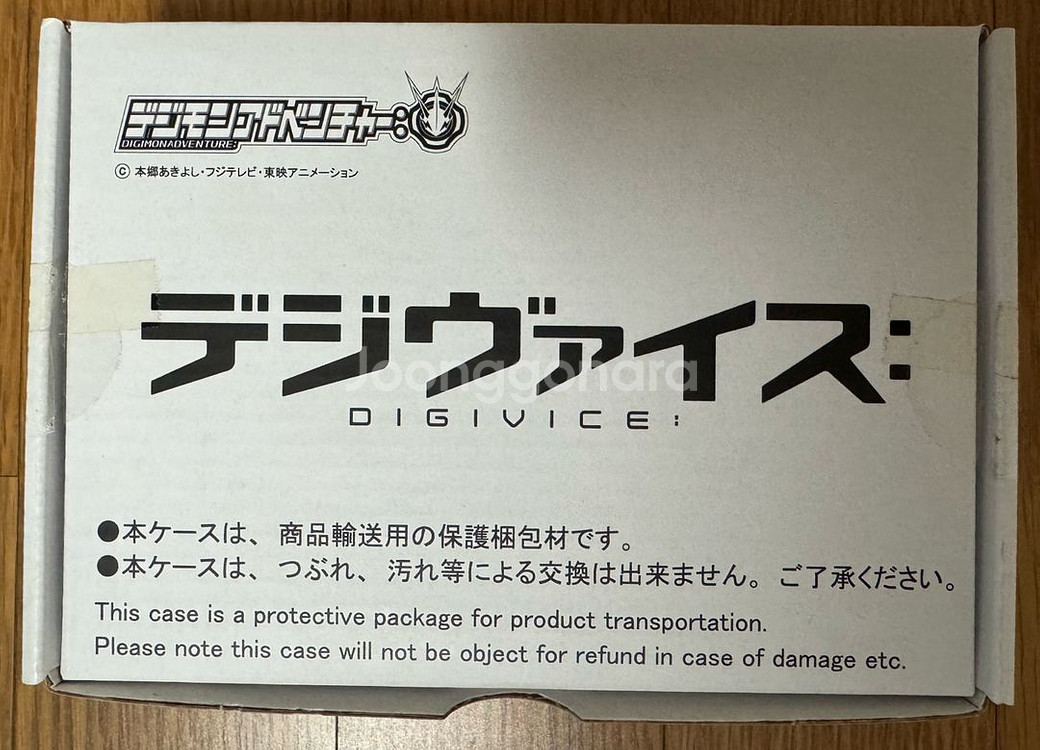 デジモンアドベンチャー:
DIGIMONADVENTURE:
Ⓒ 本郷あきよし・フジテレビ・東映アニメーション
デジヴァイス:
Joonggonara
DIGIVICE:
●本ケースは、商品輸送用の保護梱包材です。
●本ケースは、つぶれ、汚れ等による交換は出来ません。ご了承ください。
This case is a protective package for product transportation.
Please note this case will not be object for refund in case of damage etc.